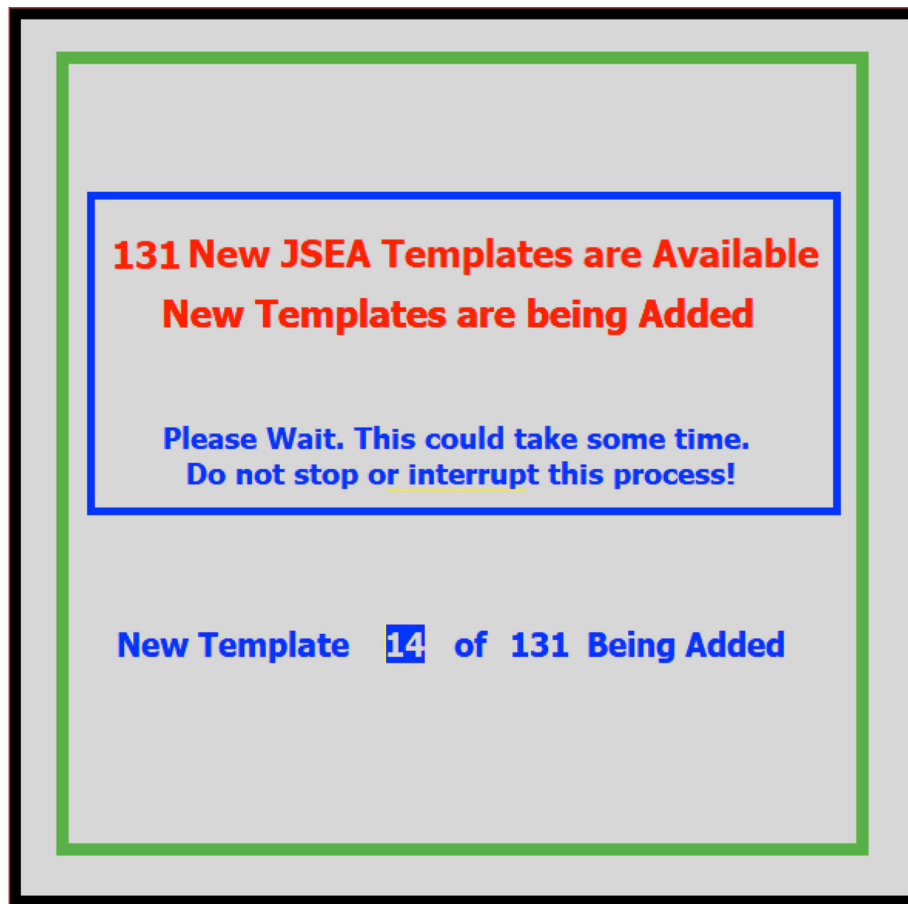 131 New JSEA Templates are Available
New Templates are being Added
Please Wait. This could take some time.
Do not stop or interrupt this process!
New Template 14 of 131 Being Added